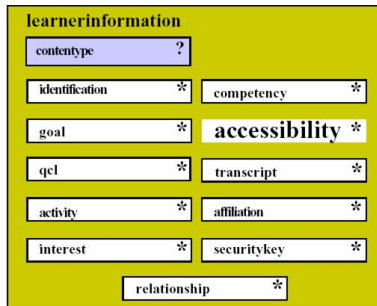 learnerinformation
contentype ?
identification * competency *
goal * accessibility *
qcl * transcript *
activity * affiliation *
interest * securitykey *
relationship *